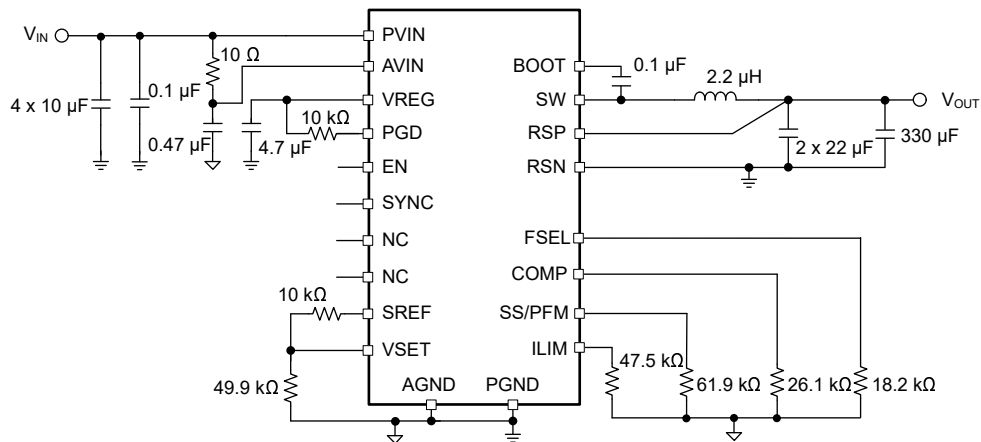 V_IN
4 x 10 µF
0.1 µF
10 Ω
0.47 µF
4.7 µF
10 kΩ
PVIN
AVIN
VREG
PGD
EN
SYNC
NC
NC
SREF
VSET
10 kΩ
49.9 kΩ
AGND
PGND
BOOT
SW
RSP
RSN
FSEL
COMP
SS/PFM
ILIM
0.1 µF
2.2 µH
V_OUT
2 x 22 µF
330 µF
47.5 kΩ
61.9 kΩ
26.1 kΩ
18.2 kΩ